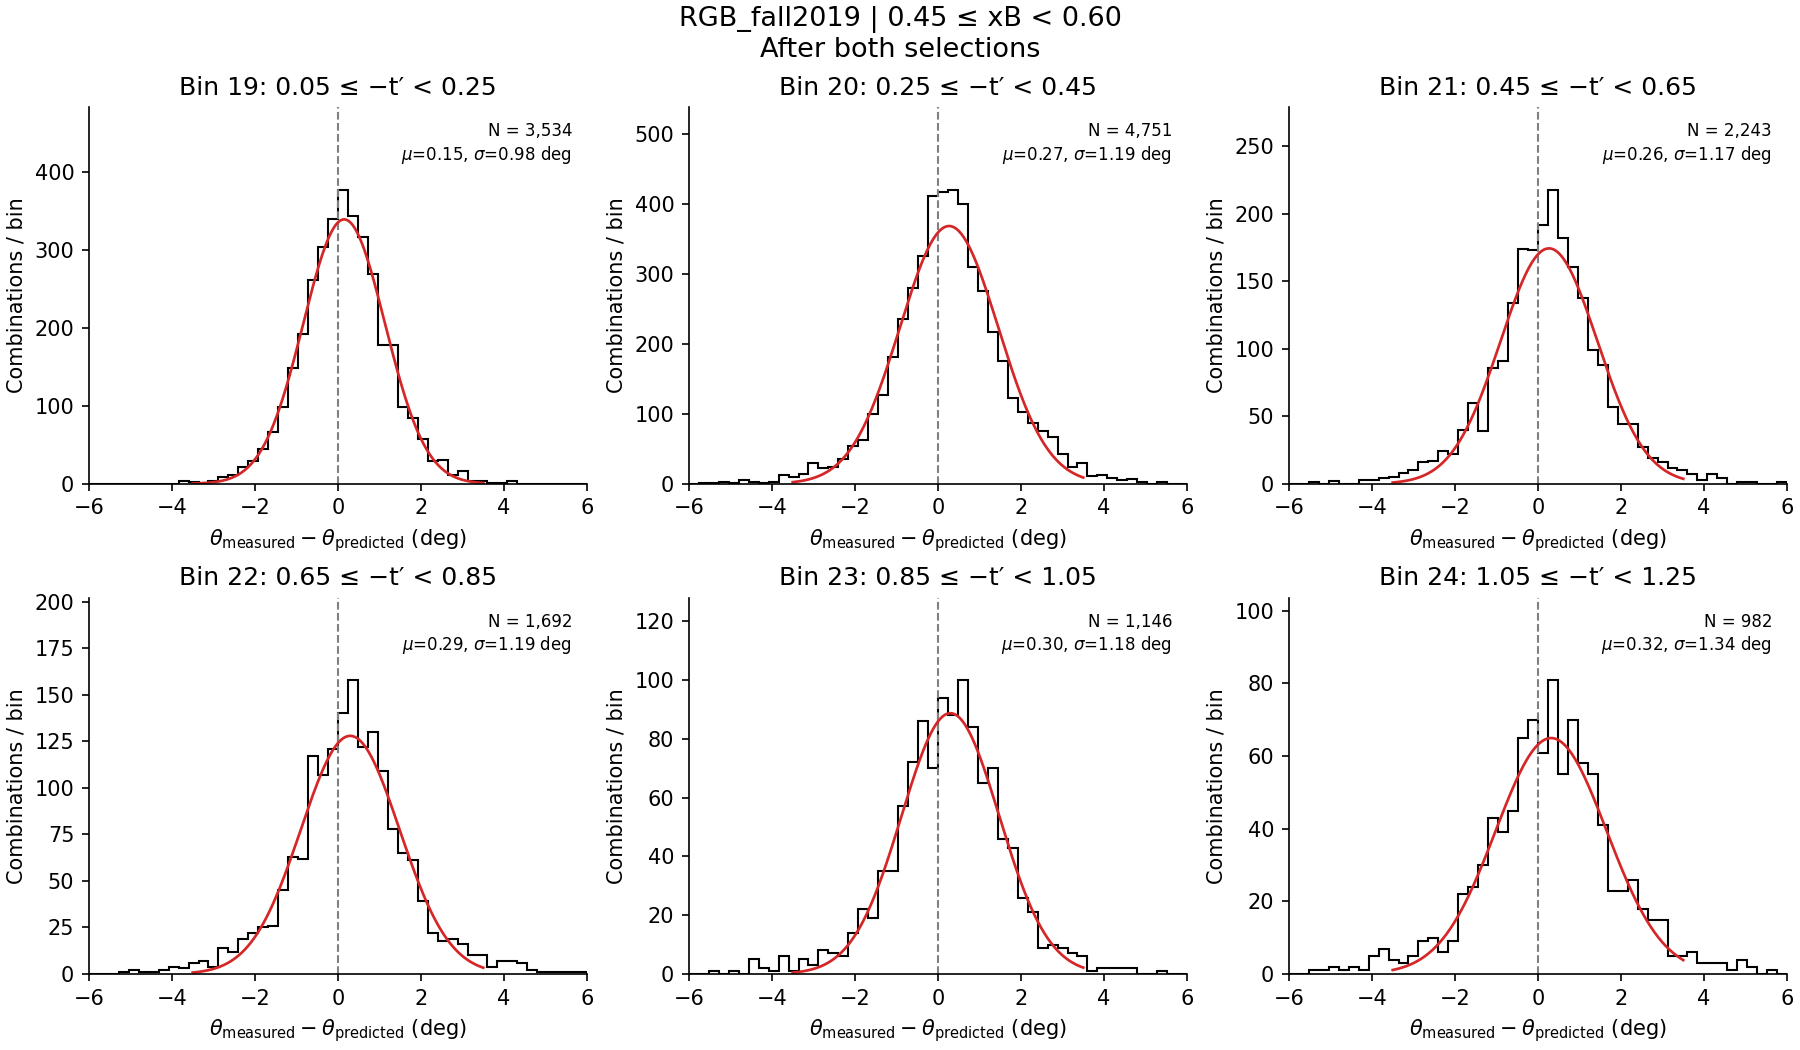 RGB_fall2019 | 0.45 ≤ xB < 0.60
After both selections
Bin 19: 0.05 ≤ −t′ < 0.25
N = 3,534
μ=0.15, σ=0.98 deg
Combinations / bin
400
300
200
100
0
−6 −4 −2 0 2 4 6
θmeasured − θpredicted (deg)
Bin 20: 0.25 ≤ −t′ < 0.45
N = 4,751
μ=0.27, σ=1.19 deg
Combinations / bin
500
400
300
200
100
0
−6 −4 −2 0 2 4 6
θmeasured − θpredicted (deg)
Bin 21: 0.45 ≤ −t′ < 0.65
N = 2,243
μ=0.26, σ=1.17 deg
Combinations / bin
250
200
150
100
50
0
−6 −4 −2 0 2 4 6
θmeasured − θpredicted (deg)
Bin 22: 0.65 ≤ −t′ < 0.85
N = 1,692
μ=0.29, σ=1.19 deg
Combinations / bin
200
175
150
125
100
75
50
25
0
−6 −4 −2 0 2 4 6
θmeasured − θpredicted (deg)
Bin 23: 0.85 ≤ −t′ < 1.05
N = 1,146
μ=0.30, σ=1.18 deg
Combinations / bin
120
100
80
60
40
20
0
−6 −4 −2 0 2 4 6
θmeasured − θpredicted (deg)
Bin 24: 1.05 ≤ −t′ < 1.25
N = 982
μ=0.32, σ=1.34 deg
Combinations / bin
100
80
60
40
20
0
−6 −4 −2 0 2 4 6
θmeasured − θpredicted (deg)